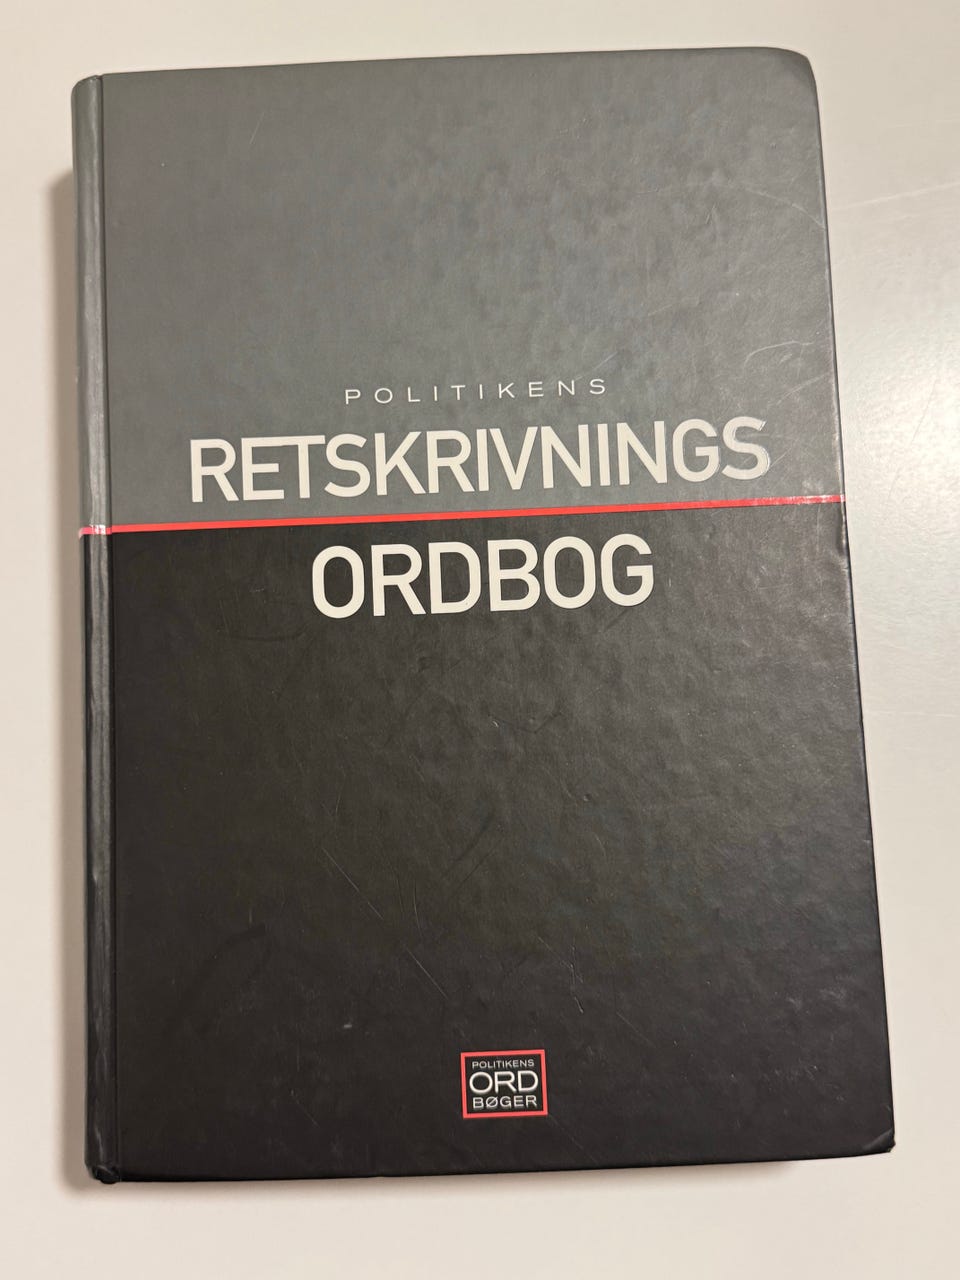 POLITIKENS
RETSKRIVNINGS
ORDBOG
POLITIKENS
ORD
BØGER